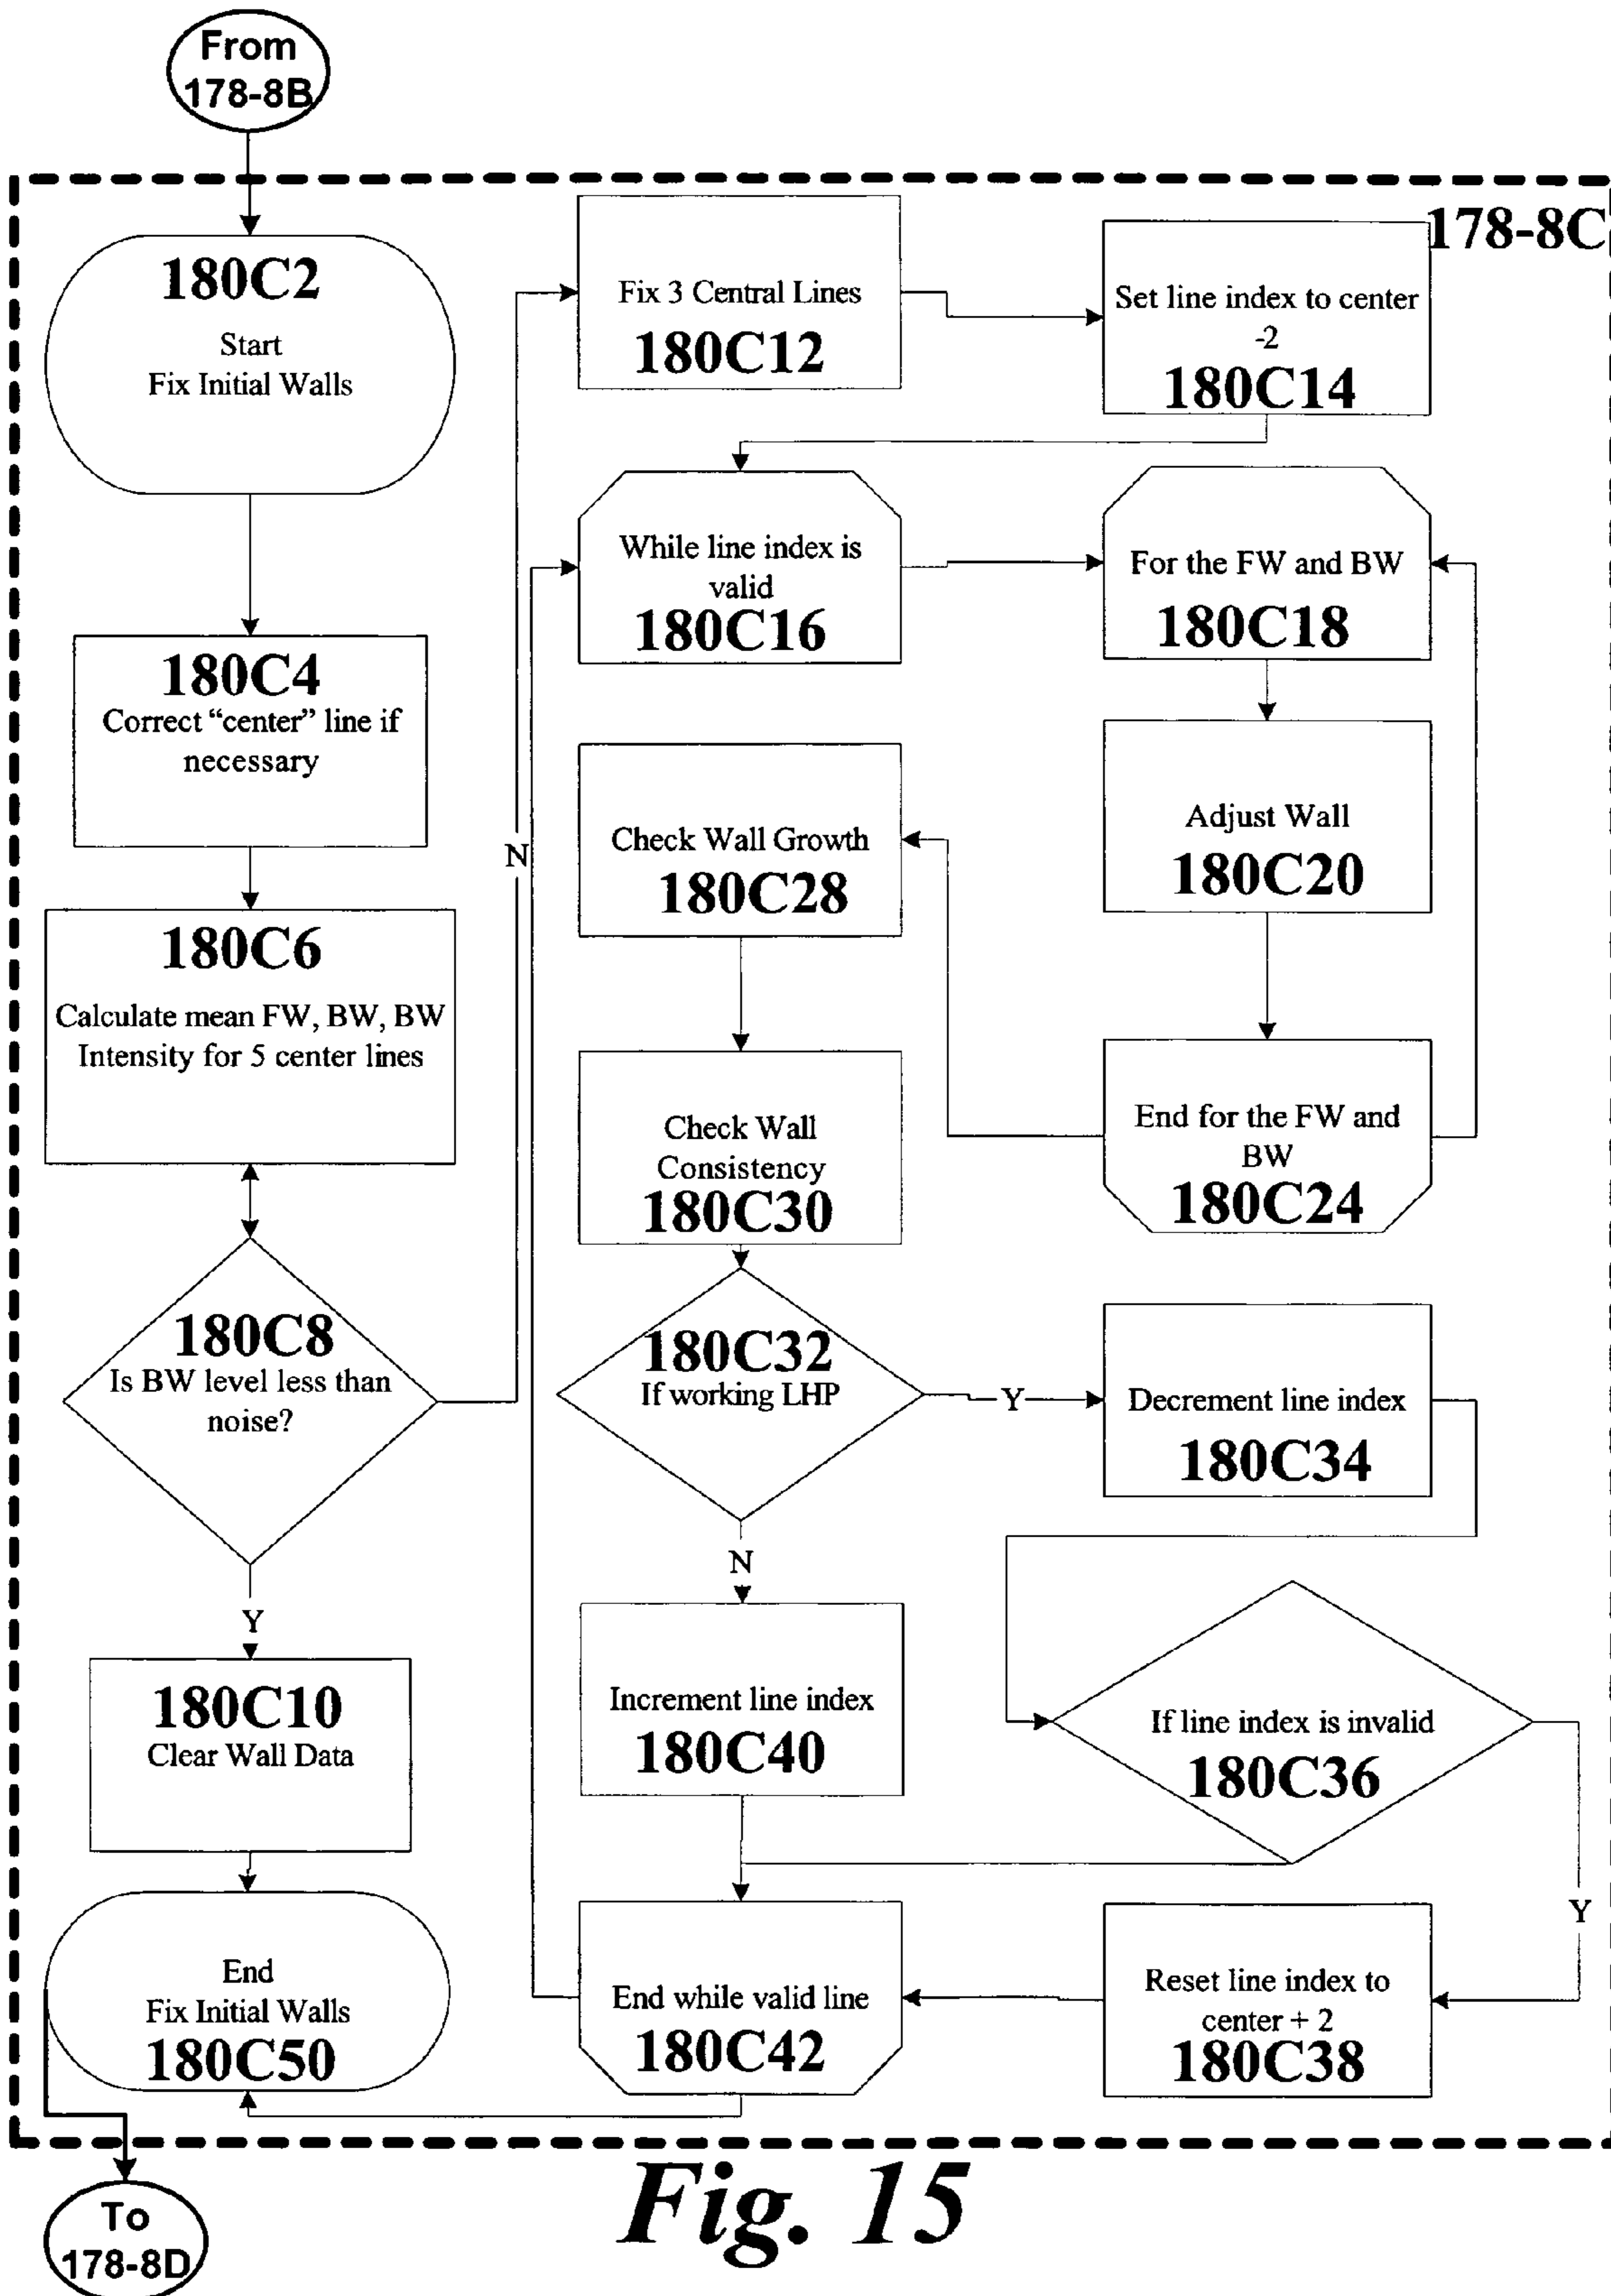 From
178-8B
178-8C
180C2
Start
Fix Initial Walls
180C4
Correct “center” line if
necessary
180C6
Calculate mean FW, BW, BW
Intensity for 5 center lines
180C8
Is BW level less than
noise?
Y
N
180C10
Clear Wall Data
End
Fix Initial Walls
180C50
Fix 3 Central Lines
180C12
Set line index to center
-2
180C14
While line index is
valid
180C16
For the FW and BW
180C18
Adjust Wall
180C20
End for the FW and
BW
180C24
Check Wall Growth
180C28
Check Wall
Consistency
180C30
180C32
If working LHP
Y
N
Decrement line index
180C34
If line index is invalid
180C36
Y
Reset line index to
center + 2
180C38
Increment line index
180C40
End while valid line
180C42
To
178-8D
Fig. 15